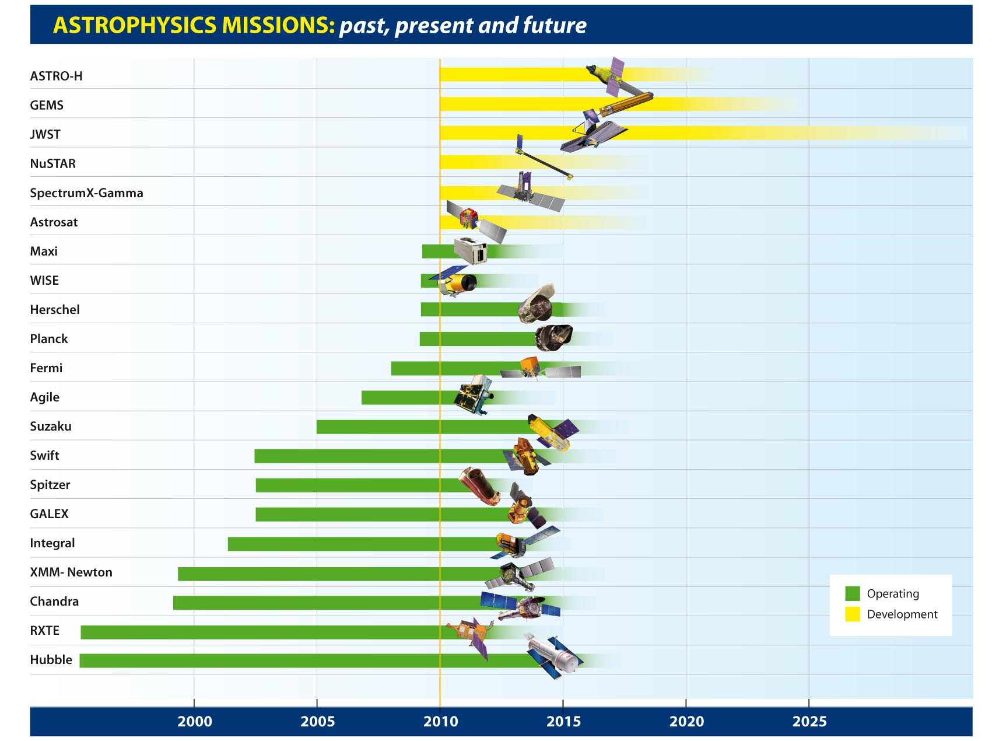 ASTROPHYSICS MISSIONS: past, present and future
ASTRO-H
GEMS
JWST
NuSTAR
SpectrumX-Gamma
Astrosat
Maxi
WISE
Herschel
Planck
Fermi
Agile
Suzaku
Swift
Spitzer
GALEX
Integral
XMM- Newton
Chandra
RXTE
Hubble
Operating
Development
2000 2005 2010 2015 2020 2025